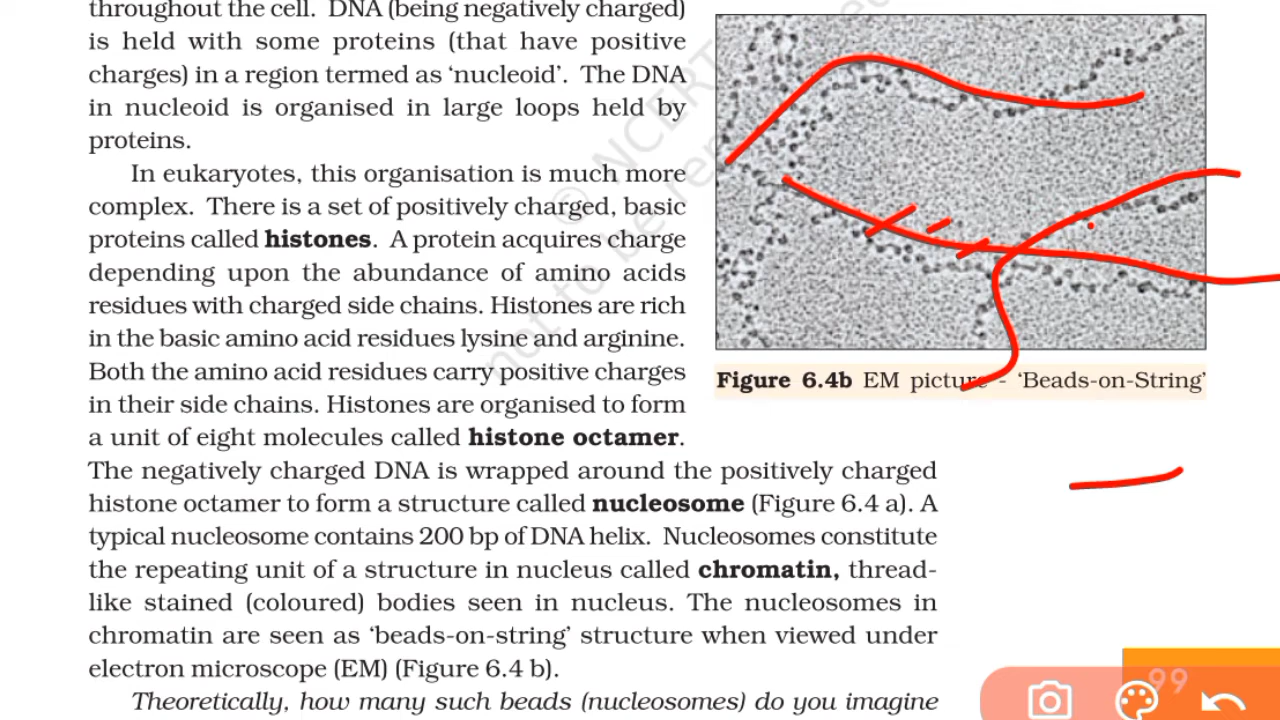 throughout the cell. DNA (being negatively charged)
is held with some proteins (that have positive
charges) in a region termed as ‘nucleoid’. The DNA
in nucleoid is organised in large loops held by
proteins.
In eukaryotes, this organisation is much more
complex. There is a set of positively charged, basic
proteins called histones. A protein acquires charge
depending upon the abundance of amino acids
residues with charged side chains. Histones are rich
in the basic amino acid residues lysine and arginine.
Both the amino acid residues carry positive charges
in their side chains. Histones are organised to form
a unit of eight molecules called histone octamer.
Figure 6.4b EM picture - ‘Beads-on-String’
The negatively charged DNA is wrapped around the positively charged
histone octamer to form a structure called nucleosome (Figure 6.4 a). A
typical nucleosome contains 200 bp of DNA helix. Nucleosomes constitute
the repeating unit of a structure in nucleus called chromatin, thread-
like stained (coloured) bodies seen in nucleus. The nucleosomes in
chromatin are seen as ‘beads-on-string’ structure when viewed under
electron microscope (EM) (Figure 6.4 b).
Theoretically, how many such beads (nucleosomes) do you imagine
99
© NCERT
not to be